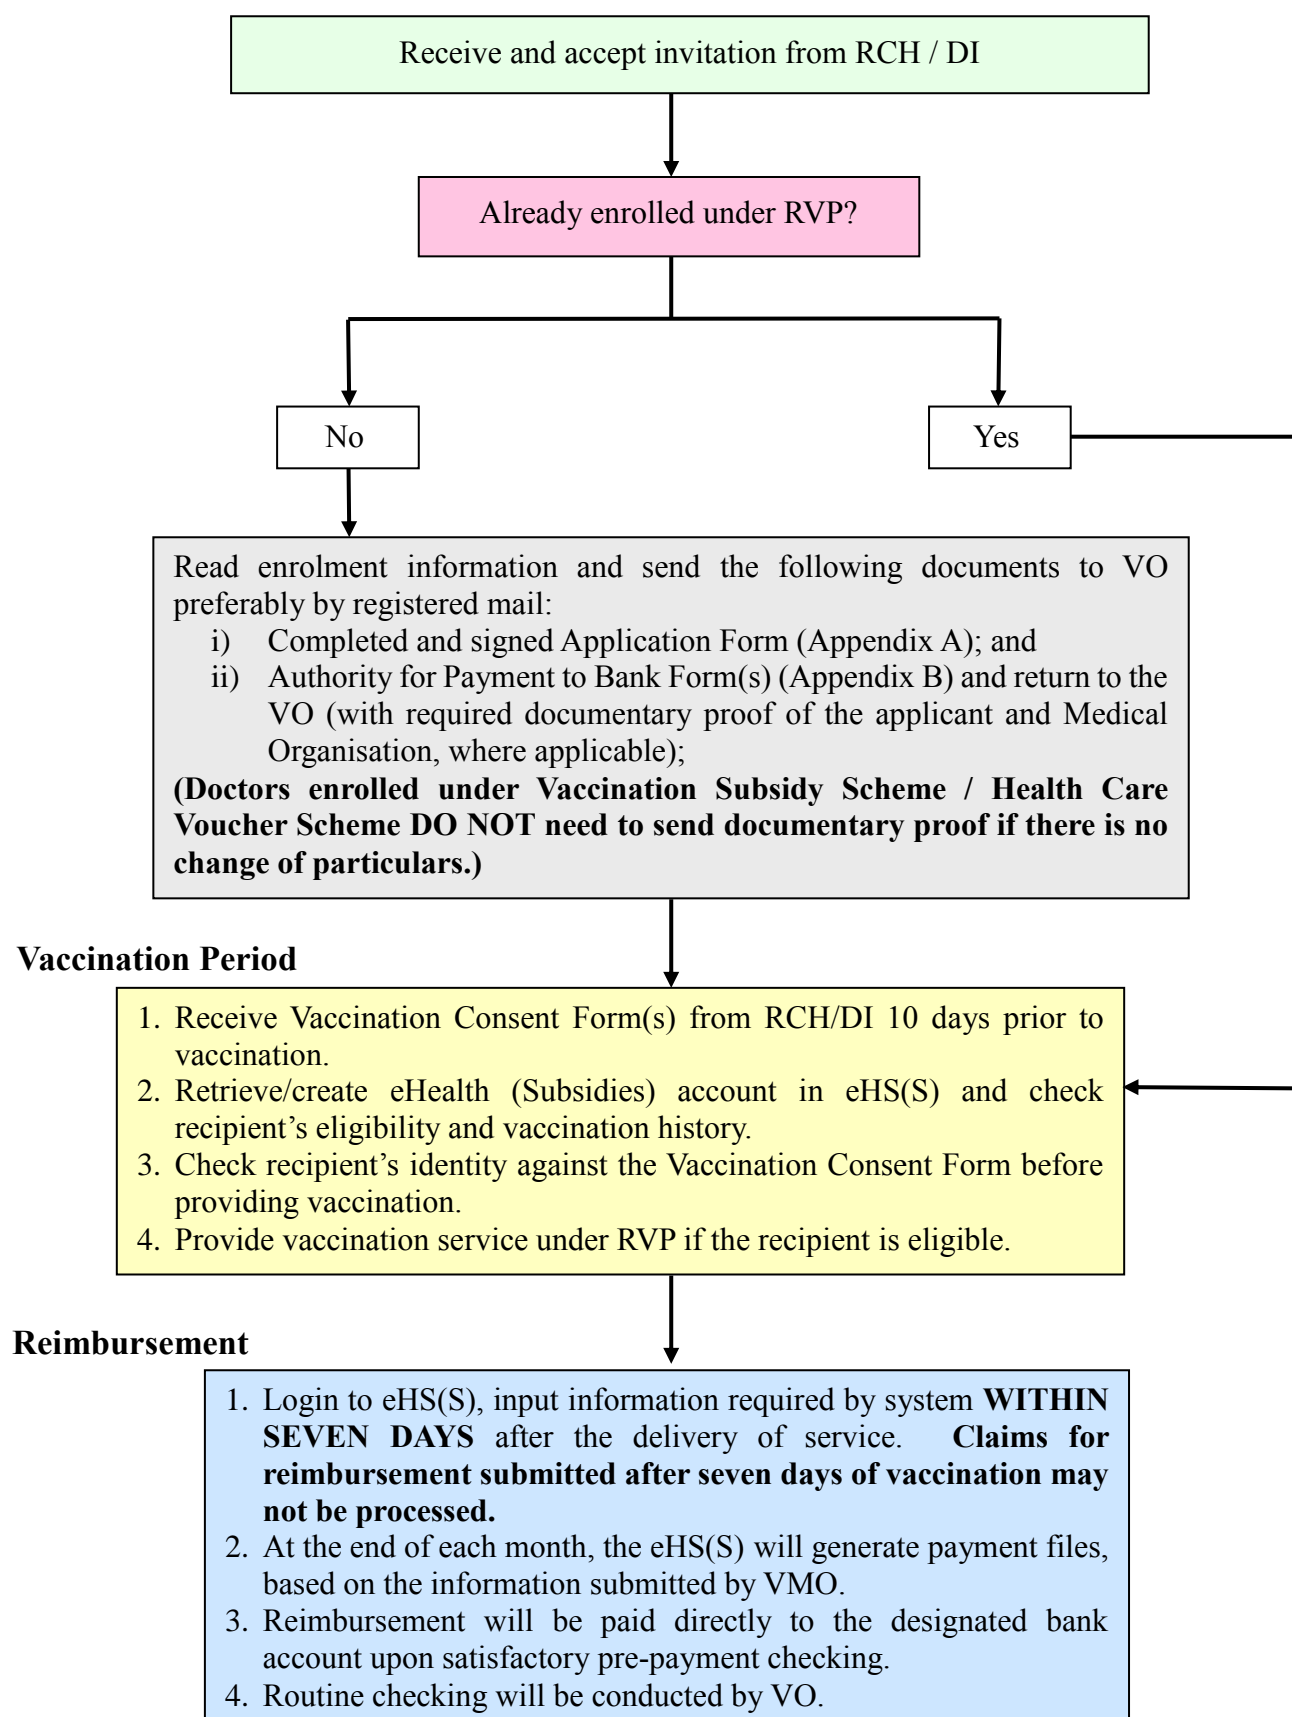 Receive and accept invitation from RCH / DI
Already enrolled under RVP?
No
Yes
Read enrolment information and send the following documents to VO
preferably by registered mail:
i) Completed and signed Application Form (Appendix A); and
ii) Authority for Payment to Bank Form(s) (Appendix B) and return to the
VO (with required documentary proof of the applicant and Medical
Organisation, where applicable);
(Doctors enrolled under Vaccination Subsidy Scheme / Health Care
Voucher Scheme DO NOT need to send documentary proof if there is no
change of particulars.)
Vaccination Period
1. Receive Vaccination Consent Form(s) from RCH/DI 10 days prior to
vaccination.
2. Retrieve/create eHealth (Subsidies) account in eHS(S) and check
recipient’s eligibility and vaccination history.
3. Check recipient’s identity against the Vaccination Consent Form before
providing vaccination.
4. Provide vaccination service under RVP if the recipient is eligible.
Reimbursement
1. Login to eHS(S), input information required by system WITHIN
SEVEN DAYS after the delivery of service. Claims for
reimbursement submitted after seven days of vaccination may
not be processed.
2. At the end of each month, the eHS(S) will generate payment files,
based on the information submitted by VMO.
3. Reimbursement will be paid directly to the designated bank
account upon satisfactory pre-payment checking.
4. Routine checking will be conducted by VO.